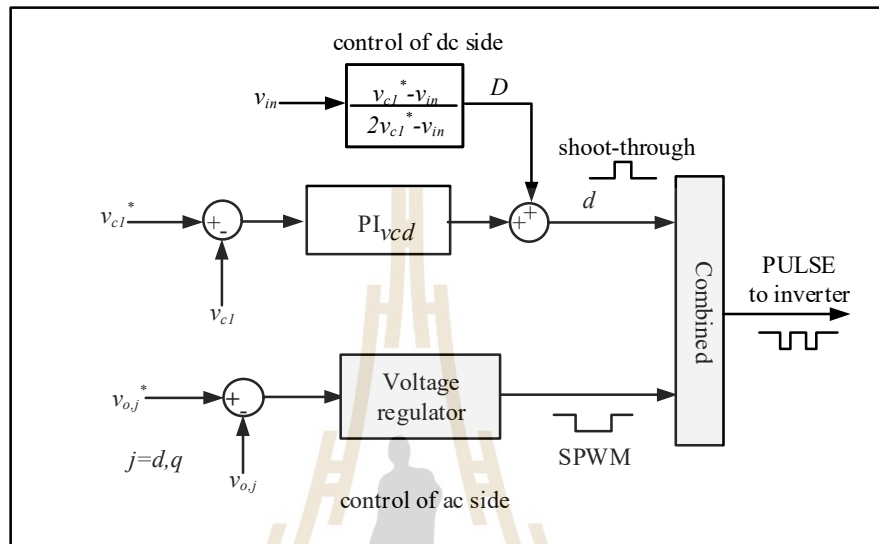 control of dc side
v_in
v_c1^*-v_in
2v_c1^*-v_in
D
shoot-through
v_c1^*
+
-
PI_vcd
+
+
d
v_c1
Combined
PULSE
to inverter
v_o,j^*
+
-
Voltage
regulator
SPWM
j=d,q
v_o,j
control of ac side